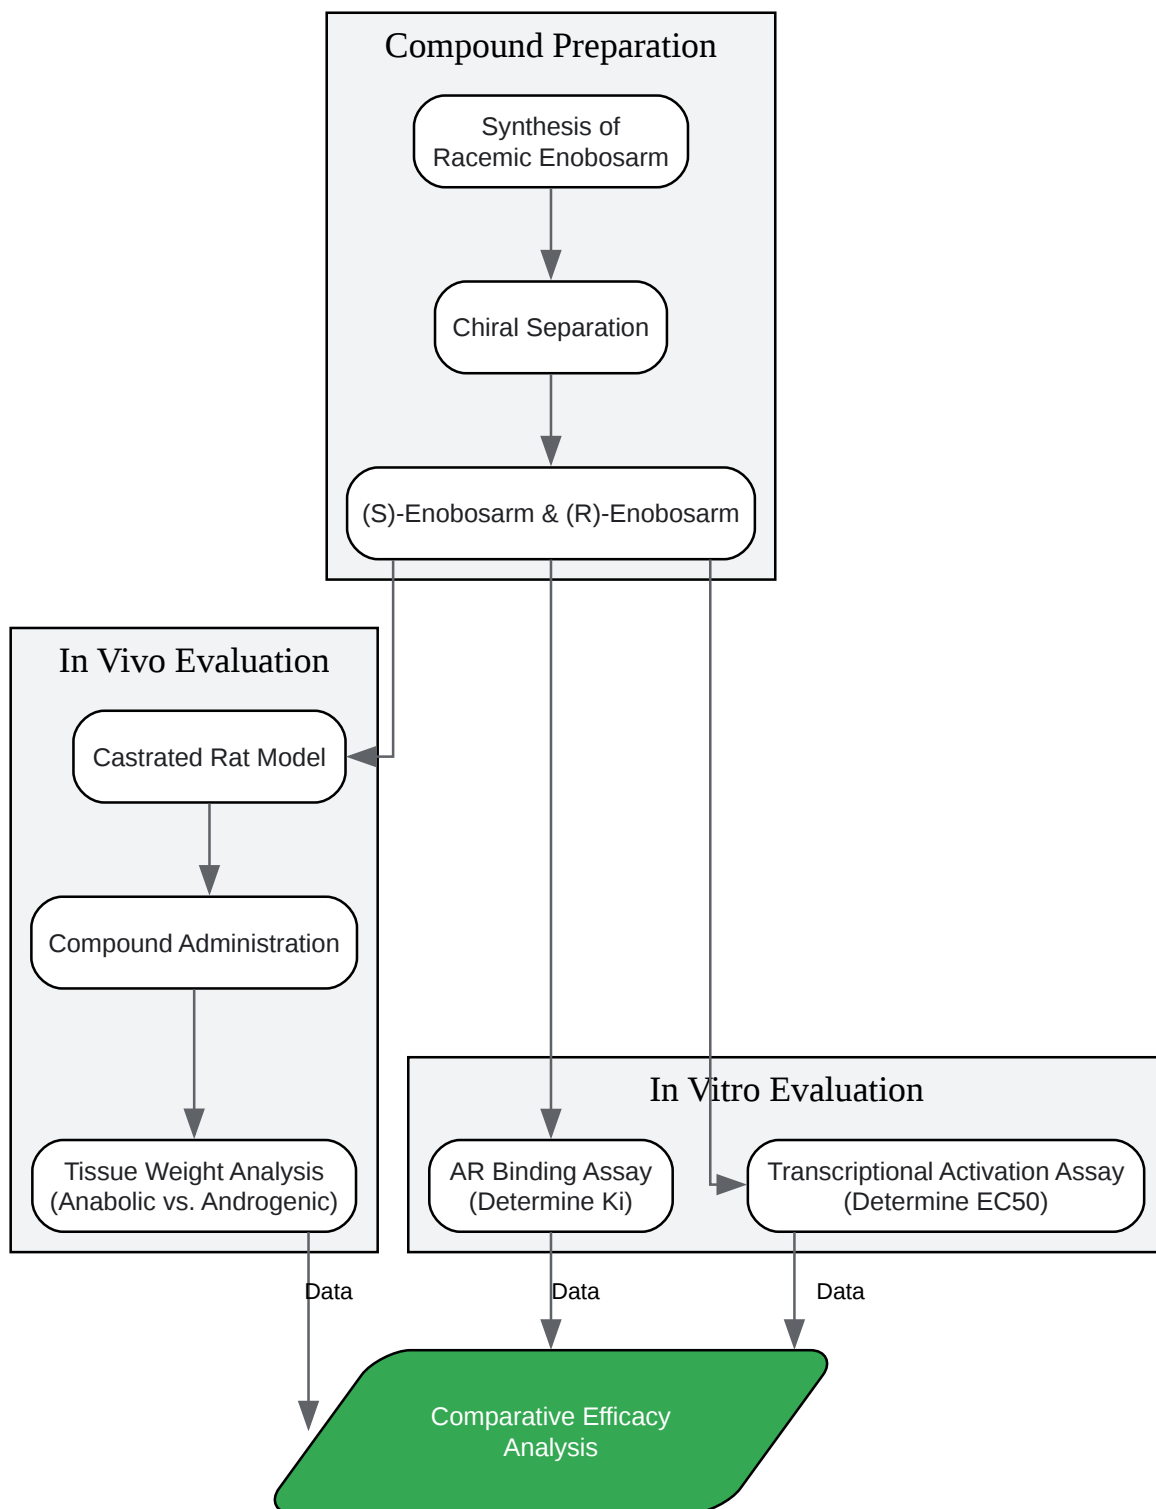 Compound Preparation
Synthesis of
Racemic Enobosarm
Chiral Separation
(S)-Enobosarm & (R)-Enobosarm
In Vivo Evaluation
Castrated Rat Model
Compound Administration
Tissue Weight Analysis
(Anabolic vs. Androgenic)
In Vitro Evaluation
AR Binding Assay
(Determine Ki)
Transcriptional Activation Assay
(Determine EC50)
Data
Data
Data
Comparative Efficacy
Analysis